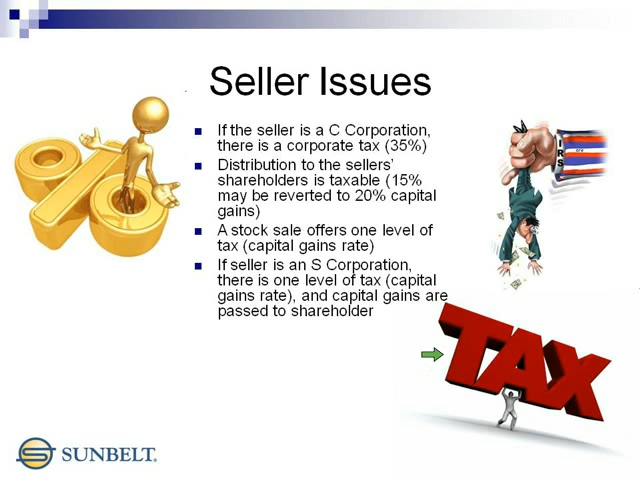 Seller Issues
If the seller is a C Corporation,
there is a corporate tax (35%)
Distribution to the sellers'
shareholders is taxable (15%
may be reverted to 20% capital
gains)
A stock sale offers one level of
tax (capital gains rate)
If seller is an S Corporation,
there is one level of tax (capital
gains rate), and capital gains are
passed to shareholder
IRS
TAX
SUNBELT®